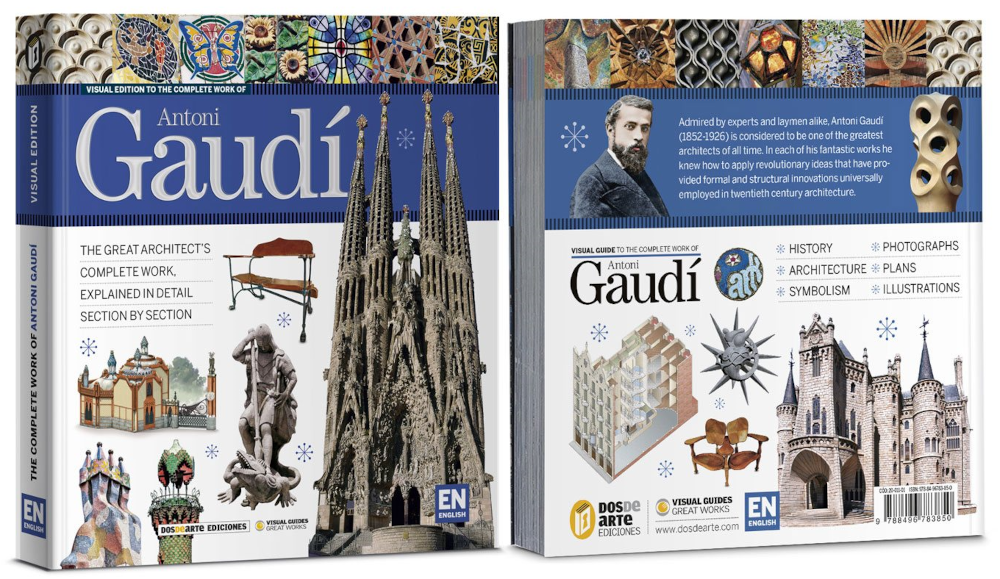 VISUAL EDITION TO THE COMPLETE WORK OF
Antoni
Gaudí
THE GREAT ARCHITECT'S
COMPLETE WORK,
EXPLAINED IN DETAIL
SECTION BY SECTION
DOSDEARTE EDICIONES
VISUAL GUIDES
GREAT WORKS
EN
ENGLISH
VISUAL EDITION
THE COMPLETE WORK OF ANTONI GAUDÍ
EN
ENGLISH
Admired by experts and laymen alike, Antoni Gaudí
(1852-1926) is considered to be one of the greatest
architects of all time. In each of his fantastic works he
knew how to apply revolutionary ideas that have pro-
vided formal and structural innovations universally
employed in twentieth century architecture.
VISUAL GUIDE TO THE COMPLETE WORK OF
Antoni
Gaudí
HISTORY
ARCHITECTURE
SYMBOLISM
PHOTOGRAPHS
PLANS
ILLUSTRATIONS
DOSDE
ARTE
EDICIONES
VISUAL GUIDES
GREAT WORKS
www.dosdearte.com
EN
ENGLISH
9 788496 783850